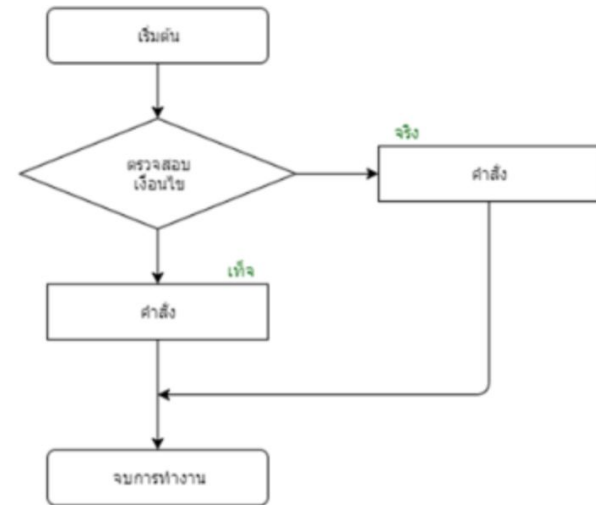 เริ่มต้น
จริง
ตรวจสอบ
เงื่อนไข
คำสั่ง
เท็จ
คำสั่ง
จบการทำงาน